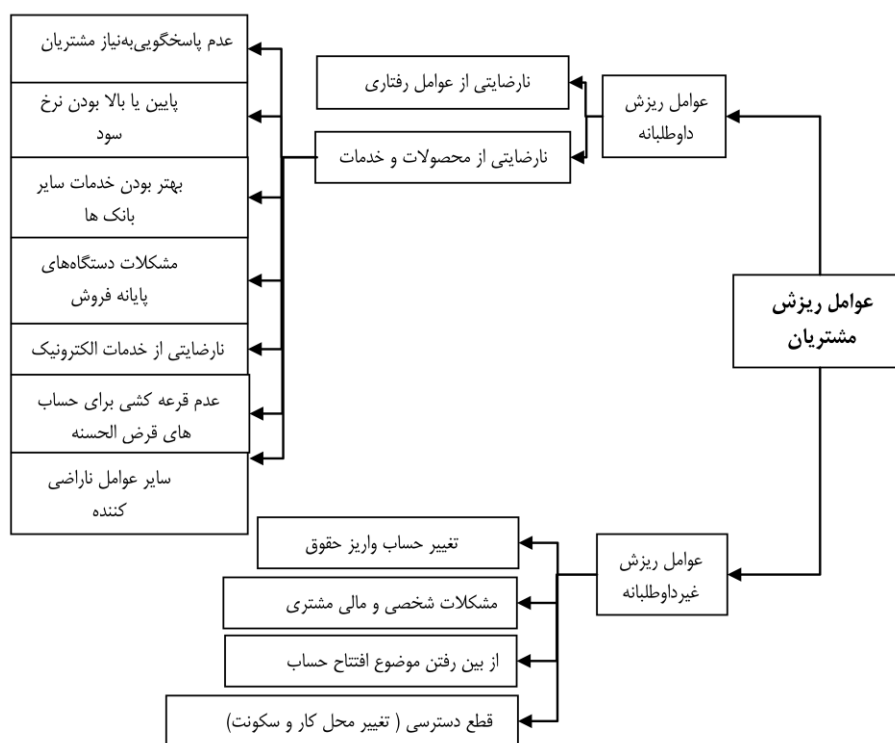 عوامل ریزش
مشتریان
عوامل ریزش
داوطلبانه
نارضایتی از عوامل رفتاری
نارضایتی از محصولات و خدمات
عدم پاسخگویی‌به‌نیاز مشتریان
پایین یا بالا بودن نرخ
سود
بهتر بودن خدمات سایر
بانک ها
مشکلات دستگاه‌های
پایانه فروش
نارضایتی از خدمات الکترونیک
عدم قرعه کشی برای حساب
های قرض الحسنه
سایر عوامل ناراضی
کننده
عوامل ریزش
غیرداوطلبانه
تغییر حساب واریز حقوق
مشکلات شخصی و مالی مشتری
از بین رفتن موضوع افتتاح حساب
قطع دسترسی ( تغییر محل کار و سکونت)